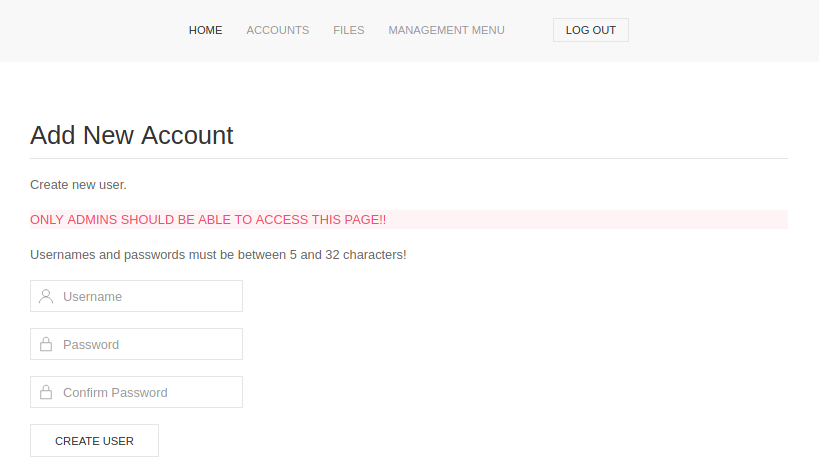 HOME ACCOUNTS FILES MANAGEMENT MENU LOG OUT
Add New Account
Create new user.
ONLY ADMINS SHOULD BE ABLE TO ACCESS THIS PAGE!!
Usernames and passwords must be between 5 and 32 characters!
Username
Password
Confirm Password
CREATE USER